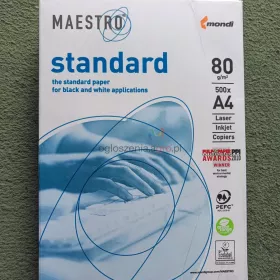 MAESTRO
mondi
standard
the standard paper
for black and white applications
80
g/m²
500x
A4
Laser
Inkjet
Copiers
AWARDS 2010
WINNER
PEFC